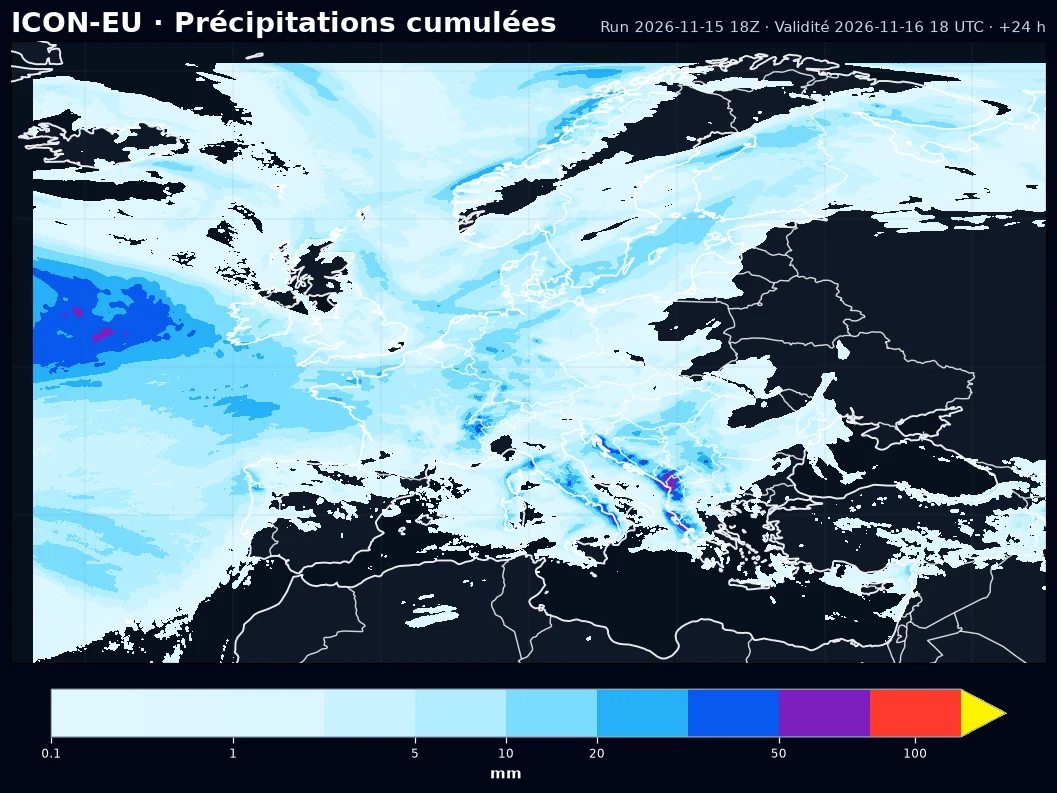 ICON-EU · Précipitations cumulées
Run 2026-11-15 18Z · Validité 2026-11-16 18 UTC · +24 h
0.1 1 5 10 20 50 100
mm